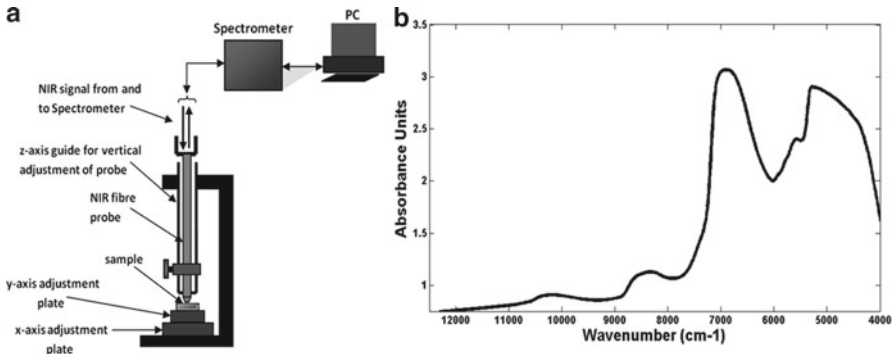 a
Spectrometer
PC
NIR signal from and
to Spectrometer
z-axis guide for vertical
adjustment of probe
NIR fibre
probe
sample
y-axis adjustment
plate
x-axis adjustment
plate
b
Absorbance Units
3.5
3
2.5
2
1.5
1
12000 11000 10000 9000 8000 7000 6000 5000 4000
Wavenumber (cm-1)